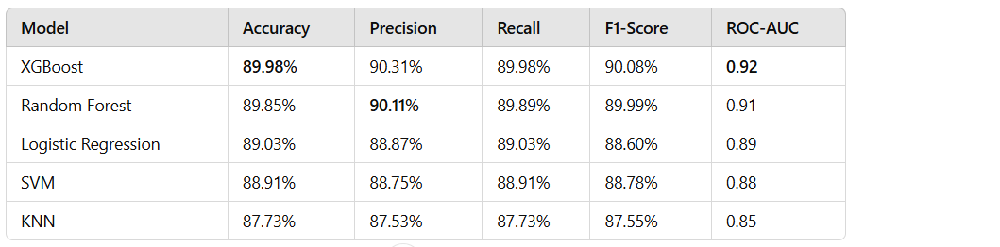 Model Accuracy Precision Recall F1-Score ROC-AUC
XGBoost 89.98% 90.31% 89.98% 90.08% 0.92
Random Forest 89.85% 90.11% 89.89% 89.99% 0.91
Logistic Regression 89.03% 88.87% 89.03% 88.60% 0.89
SVM 88.91% 88.75% 88.91% 88.78% 0.88
KNN 87.73% 87.53% 87.73% 87.55% 0.85